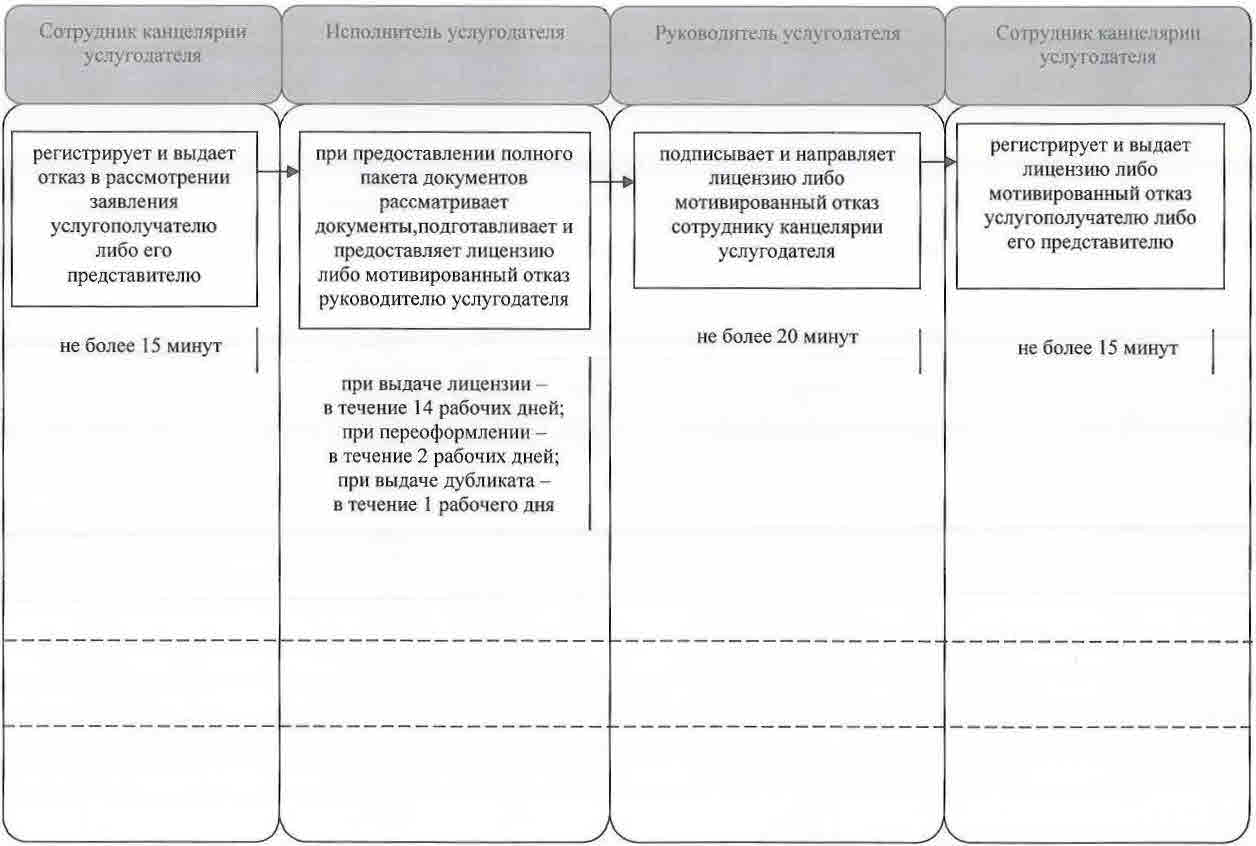 Сотрудник канцелярии
услугодателя
Исполнитель услугодателя
Руководитель услугодателя
Сотрудник канцелярии
услугодателя
регистрирует и выдает
отказ в рассмотрении
заявления
услугополучателю
либо его
представителю
не более 15 минут
при предоставлении полного
пакета документов
рассматривает
документы,подготавливает и
предоставляет лицензию
либо мотивированный отказ
руководителю услугодателя
при выдаче лицензии –
в течение 14 рабочих дней;
при переоформлении –
в течение 2 рабочих дней;
при выдаче дубликата –
в течение 1 рабочего дня
подписывает и направляет
лицензию либо
мотивированный отказ
сотруднику канцелярии
услугодателя
не более 20 минут
регистрирует и выдает
лицензию либо
мотивированный отказ
услугополучателю либо
его представителю
не более 15 минут